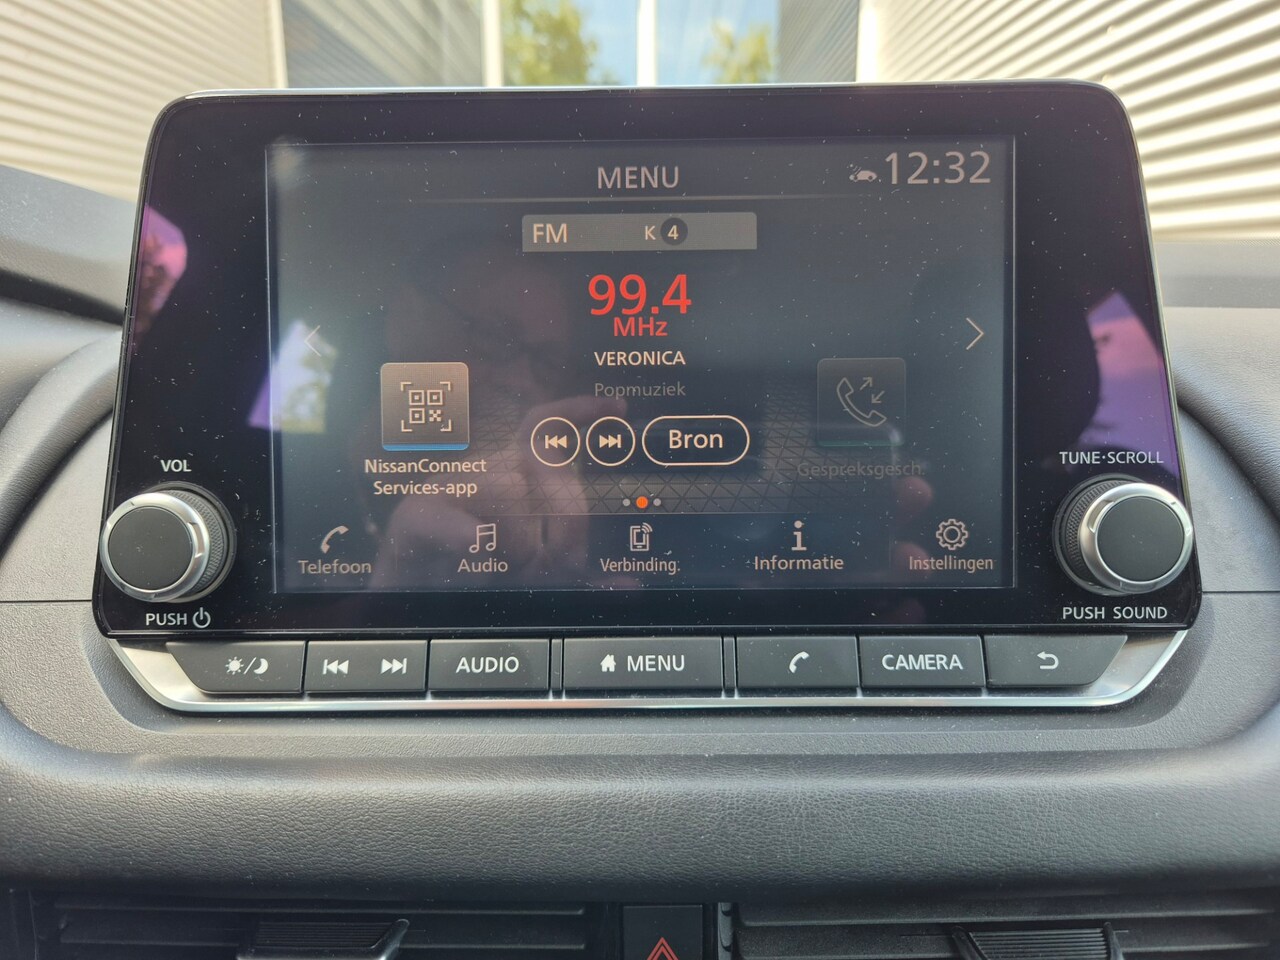 MENU
12:32
FM K 4
99.4
MHz
VERONICA
Popmuziek
Bron
NissanConnect
Services-app
Gespreksgesch.
Telefoon Audio Verbinding. Informatie Instellingen
VOL
TUNE·SCROLL
PUSH
PUSH SOUND
AUDIO MENU CAMERA